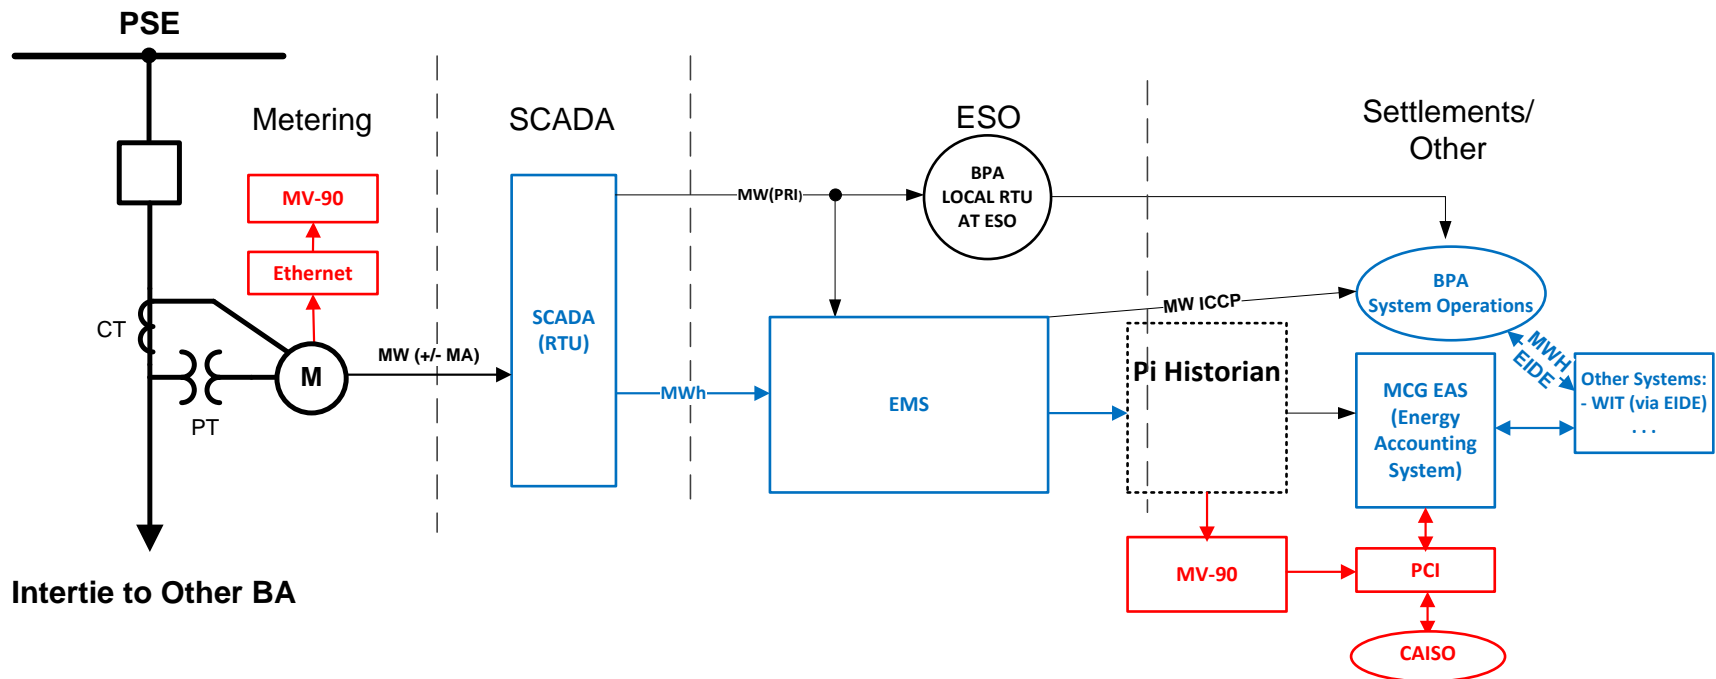 PSE
Metering
SCADA
ESO
Settlements/
Other
MV-90
Ethernet
CT
PT
M
MW (+/- MA)
SCADA
(RTU)
MW(PRI)
MWh
BPA
LOCAL RTU
AT ESO
EMS
MW ICCP
Pi Historian
BPA
System Operations
MWH
EIDE
MCG EAS
(Energy
Accounting
System)
Other Systems:
- WIT (via EIDE)
. . .
MV-90
PCI
CAISO
Intertie to Other BA